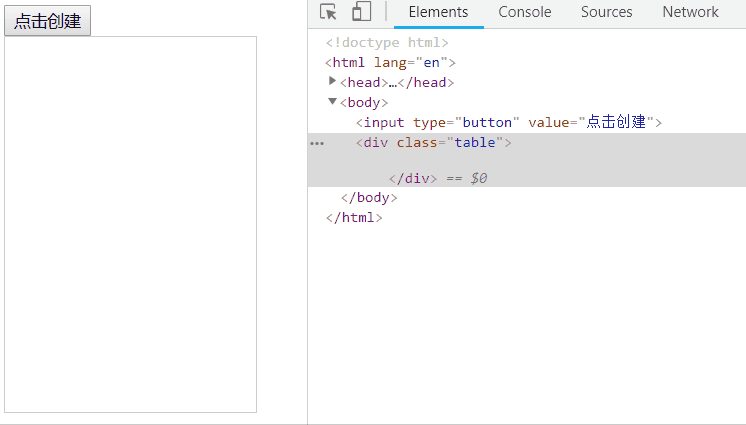 点击创建
Elements Console Sources Network
<!doctype html>
<html lang="en">
<head>…</head>
<body>
<input type="button" value="点击创建">
<div class="table">
</div> == $0
</body>
</html>